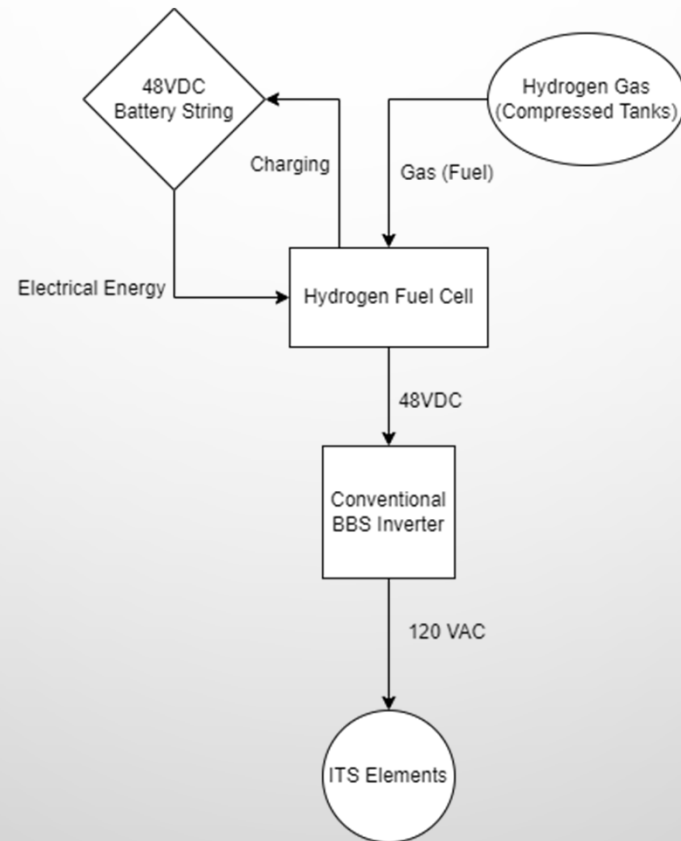 48VDC
Battery String
Hydrogen Gas
(Compressed Tanks)
Charging
Gas (Fuel)
Electrical Energy
Hydrogen Fuel Cell
48VDC
Conventional
BBS Inverter
120 VAC
ITS Elements